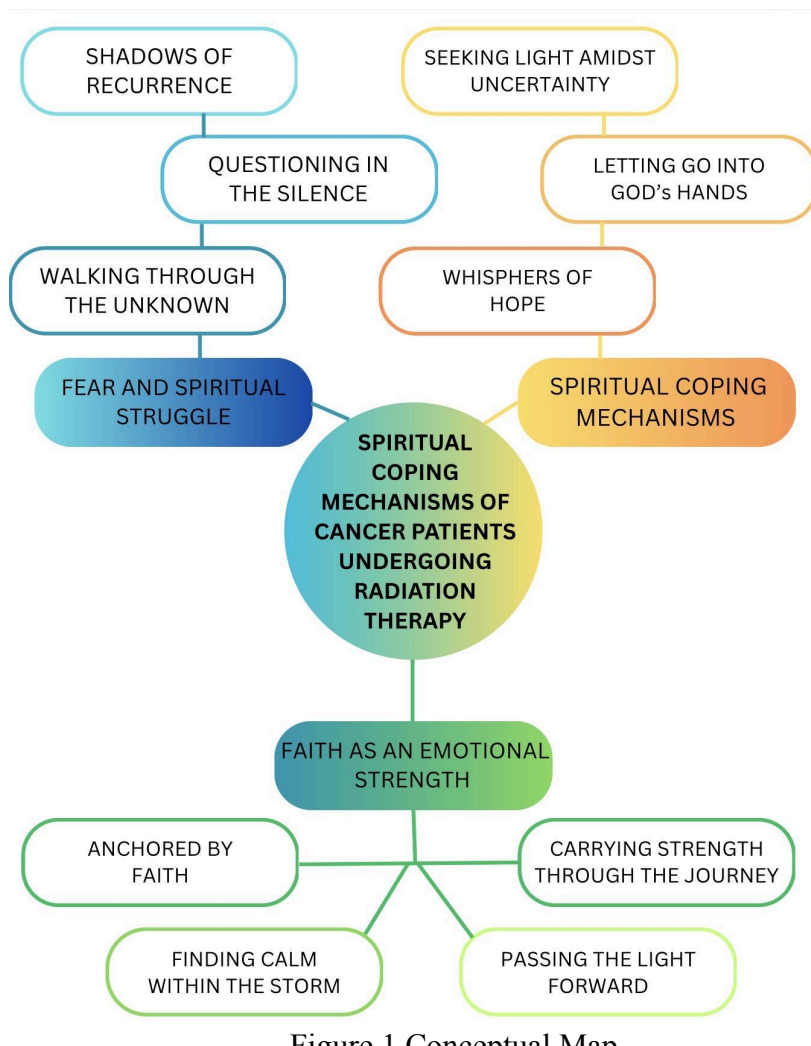 SHADOWS OF
RECURRENCE
SEEKING LIGHT AMIDST
UNCERTAINTY
QUESTIONING IN
THE SILENCE
LETTING GO INTO
GOD's HANDS
WALKING THROUGH
THE UNKNOWN
WHISPHERS OF
HOPE
FEAR AND SPIRITUAL
STRUGGLE
SPIRITUAL COPING
MECHANISMS
SPIRITUAL
COPING
MECHANISMS OF
CANCER PATIENTS
UNDERGOING
RADIATION
THERAPY
FAITH AS AN EMOTIONAL
STRENGTH
ANCHORED BY
FAITH
CARRYING STRENGTH
THROUGH THE JOURNEY
FINDING CALM
WITHIN THE STORM
PASSING THE LIGHT
FORWARD
Figure 1 Conceptual Map